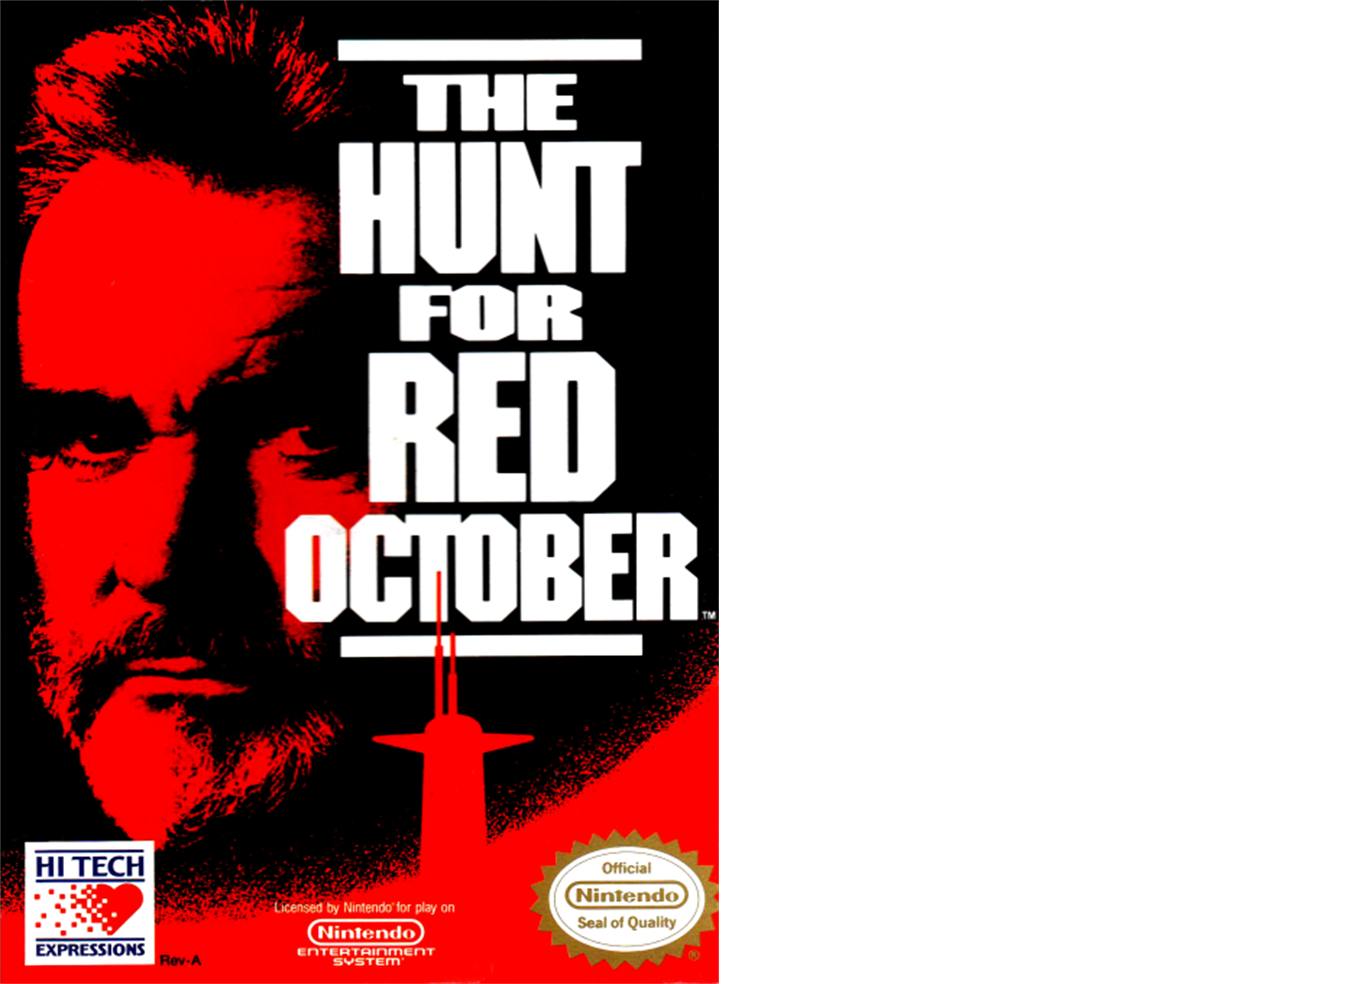 THE
HUNT
FOR
RED
OCTOBER
TM
HI TECH
EXPRESSIONS
Rev-A
Licensed by Nintendo® for play on
Nintendo
ENTERTAINMENT
SYSTEM®
Official
Nintendo
Seal of Quality
®